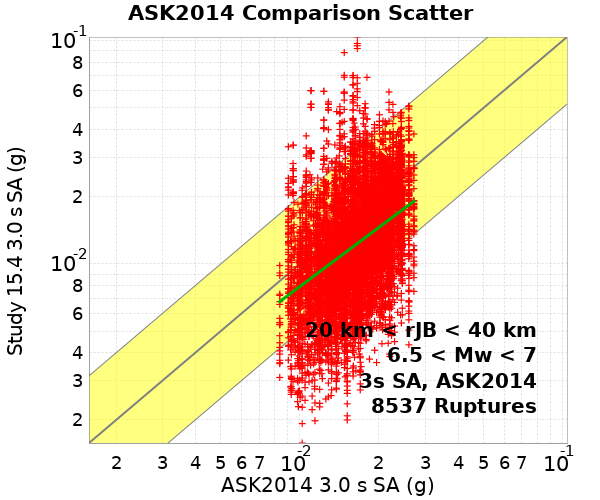 ASK2014 Comparison Scatter
10-1
8
6
4
3
2
10-2
8
6
4
3
2
Study 15.4 3.0 s SA (g)
20 km < rJB < 40 km
6.5 < Mw < 7
3s SA, ASK2014
8537 Ruptures
2 3 4 5 6 7 10-2 2 3 4 5 6 7 10-1
ASK2014 3.0 s SA (g)